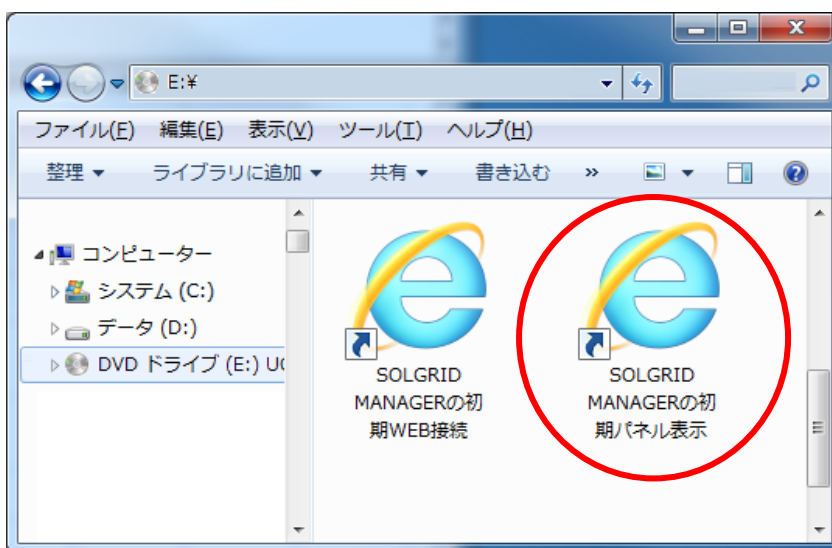 E:¥
ファイル(F) 編集(E) 表示(V) ツール(T) ヘルプ(H)
整理 ライブラリに追加 共有 書き込む »
コンピューター
システム (C:)
データ (D:)
DVD ドライブ (E:)
SOLGRID
MANAGERの初
期WEB接続
SOLGRID
MANAGERの初
期パネル表示